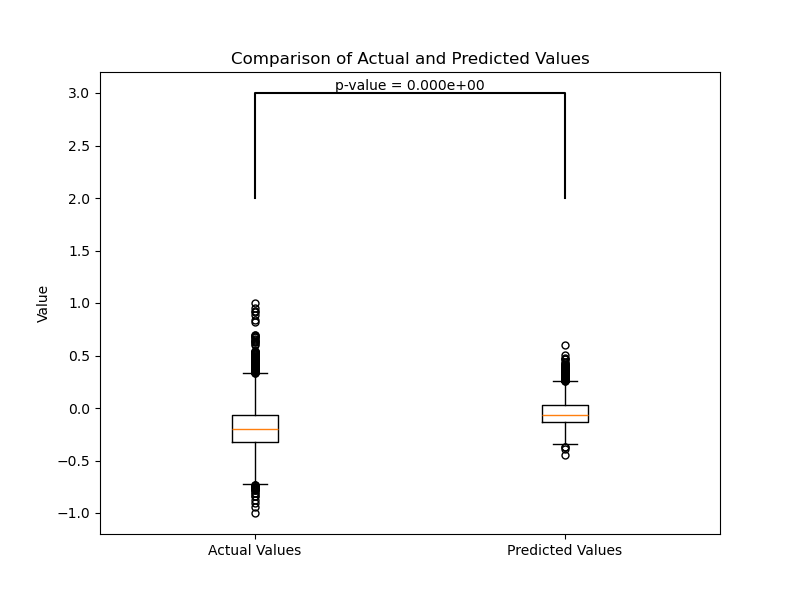 Comparison of Actual and Predicted Values
p-value = 0.000e+00
3.0
2.5
2.0
1.5
1.0
0.5
0.0
−0.5
−1.0
Value
Actual Values
Predicted Values